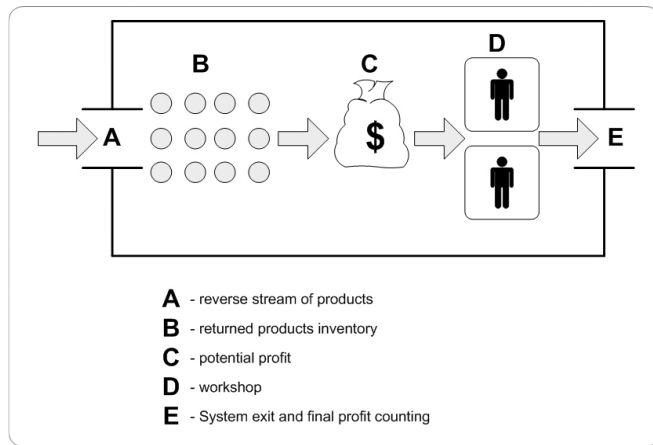 B
C
D
A
$
E
A - reverse stream of products
B - returned products inventory
C - potential profit
D - workshop
E - System exit and final profit counting